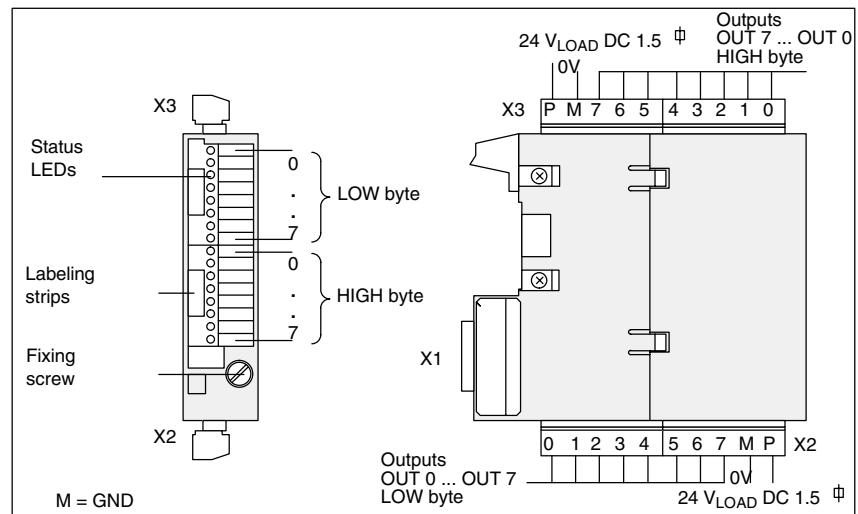 X3
Status
LEDs
0
.
.
7
LOW byte
Labeling
strips
0
.
.
7
HIGH byte
Fixing
screw
X2
M = GND
24 VLOAD DC 1.5
0V
Outputs
OUT 7 ... OUT 0
HIGH byte
X3
P M 7 6 5 4 3 2 1 0
X1
0 1 2 3 4 5 6 7 M P
X2
Outputs
OUT 0 ... OUT 7
LOW byte
0V
24 VLOAD DC 1.5